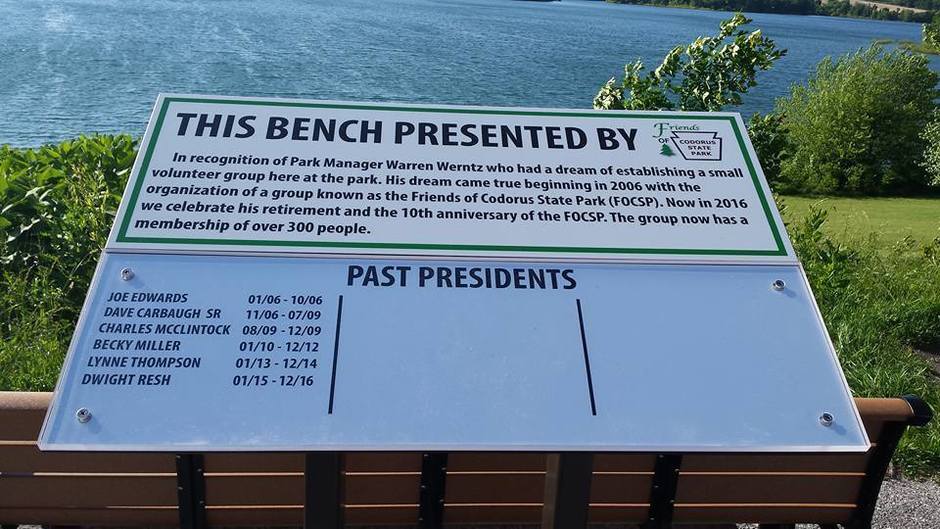 THIS BENCH PRESENTED BY
Friends
OF
CODORUS
STATE
PARK
In recognition of Park Manager Warren Werntz who had a dream of establishing a small
volunteer group here at the park. His dream came true beginning in 2006 with the
organization of a group known as the Friends of Codorus State Park (FOCSP). Now in 2016
we celebrate his retirement and the 10th anniversary of the FOCSP. The group now has a
membership of over 300 people.
PAST PRESIDENTS
JOE EDWARDS 01/06 - 10/06
DAVE CARBAUGH SR 11/06 - 07/09
CHARLES MCCLINTOCK 08/09 - 12/09
BECKY MILLER 01/10 - 12/12
LYNNE THOMPSON 01/13 - 12/14
DWIGHT RESH 01/15 - 12/16